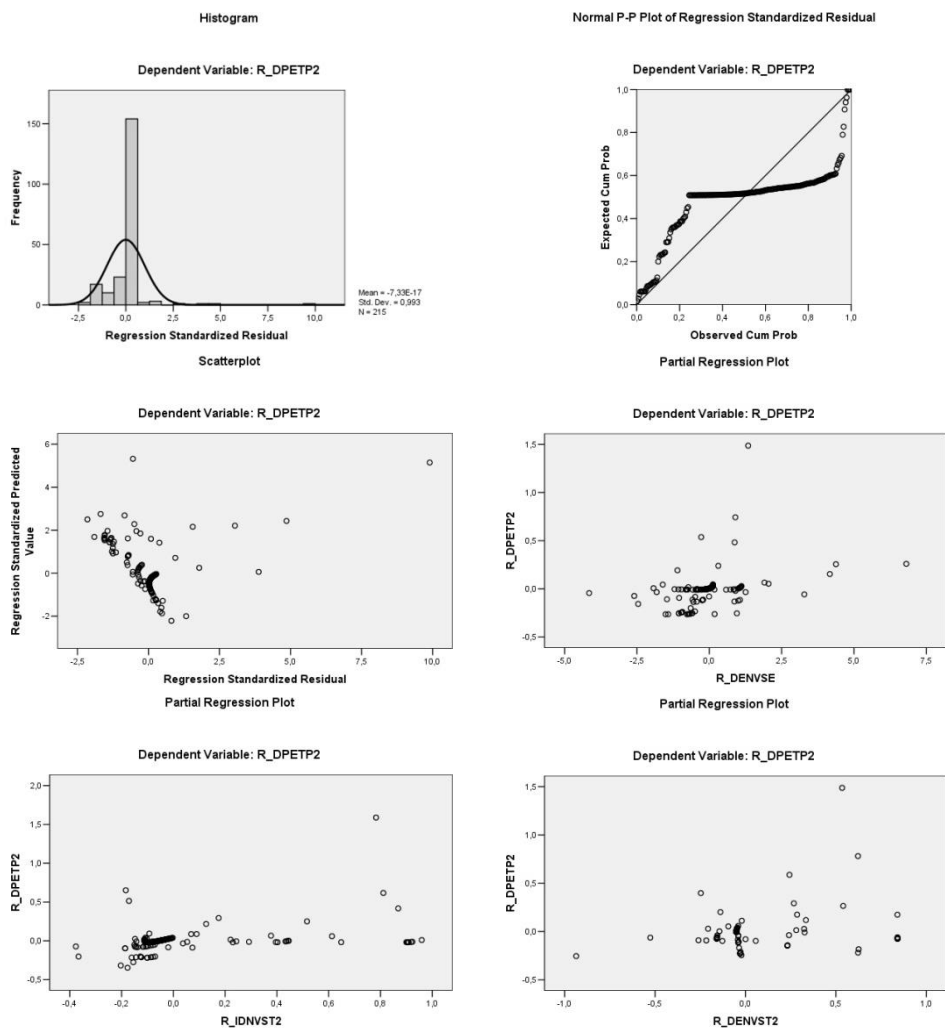 Histogram
Dependent Variable: R_DPETP2
Frequency
150
100
50
0
-2,5
0,0
2,5
5,0
7,5
10,0
Regression Standardized Residual
Mean = -7,33E-17
Std. Dev. = 0,993
N = 215
Normal P-P Plot of Regression Standardized Residual
Dependent Variable: R_DPETP2
Expected Cum Prob
1,0
0,8
0,6
0,4
0,2
0,0
0,0
0,2
0,4
0,6
0,8
1,0
Observed Cum Prob
Scatterplot
Dependent Variable: R_DPETP2
Regression Standardized Predicted
Value
6
4
2
0
-2
-2,5
0,0
2,5
5,0
7,5
10,0
Regression Standardized Residual
Partial Regression Plot
Dependent Variable: R_DPETP2
R_DPETP2
1,5
1,0
0,5
0,0
-0,5
-5,0
-2,5
0,0
2,5
5,0
R_DENVSE
Partial Regression Plot
Dependent Variable: R_DPETP2
R_DPETP2
2,0
1,5
1,0
0,5
0,0
-0,5
-0,4
-0,2
0,0
0,2
0,4
0,6
0,8
1,0
R_IDNVST2
Partial Regression Plot
Dependent Variable: R_DPETP2
R_DPETP2
1,5
1,0
0,5
0,0
-0,5
-1,0
-0,5
0,0
0,5
1,0
R_DENVST2